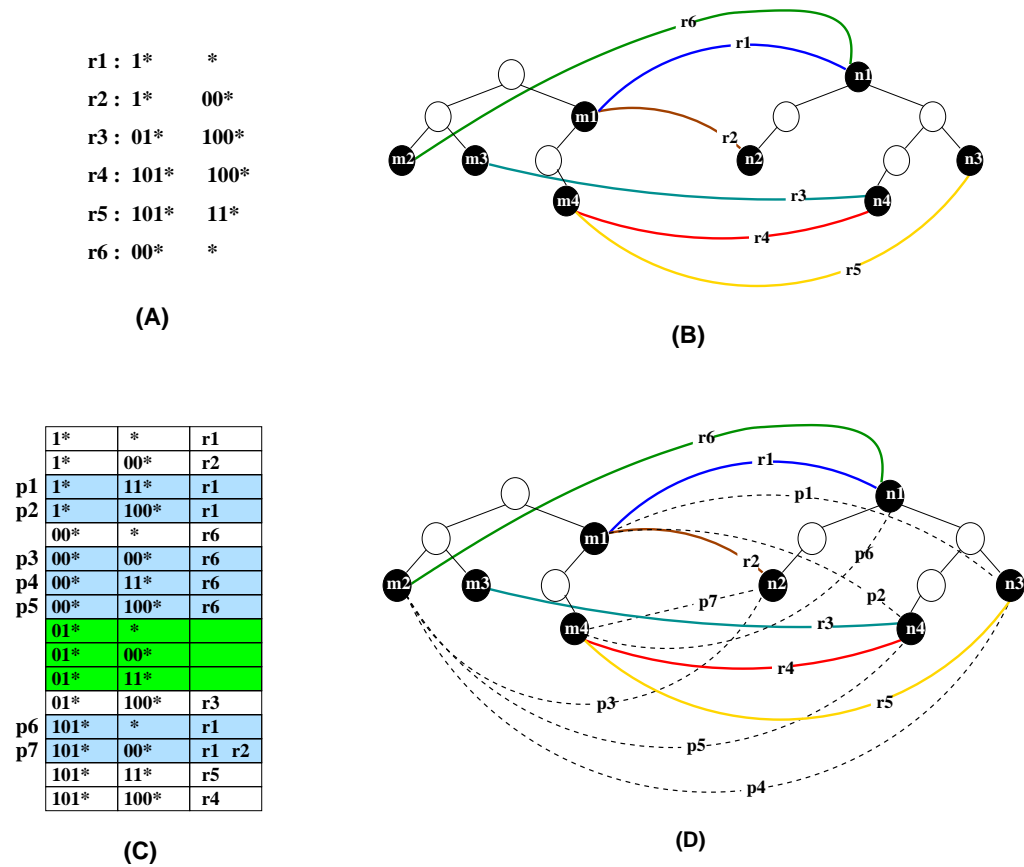 r1 : 1* *
r2 : 1* 00*
r3 : 01* 100*
r4 : 101* 100*
r5 : 101* 11*
r6 : 00* *
(A)
r6
r1
n1
m1
r2
m2
m3
n2
n3
r3
m4
n4
r4
r5
(B)
1* * r1
1* 00* r2
p1 1* 11* r1
p2 1* 100* r1
00* * r6
p3 00* 00* r6
p4 00* 11* r6
p5 00* 100* r6
01* *
01* 00*
01* 11*
01* 100* r3
p6 101* * r1
p7 101* 00* r1 r2
101* 11* r5
101* 100* r4
(C)
r6
r1
n1
p1
m1
r2
p6
m2
m3
n2
n3
p7
p2
m4
r3
n4
r4
p3
r5
p5
p4
(D)